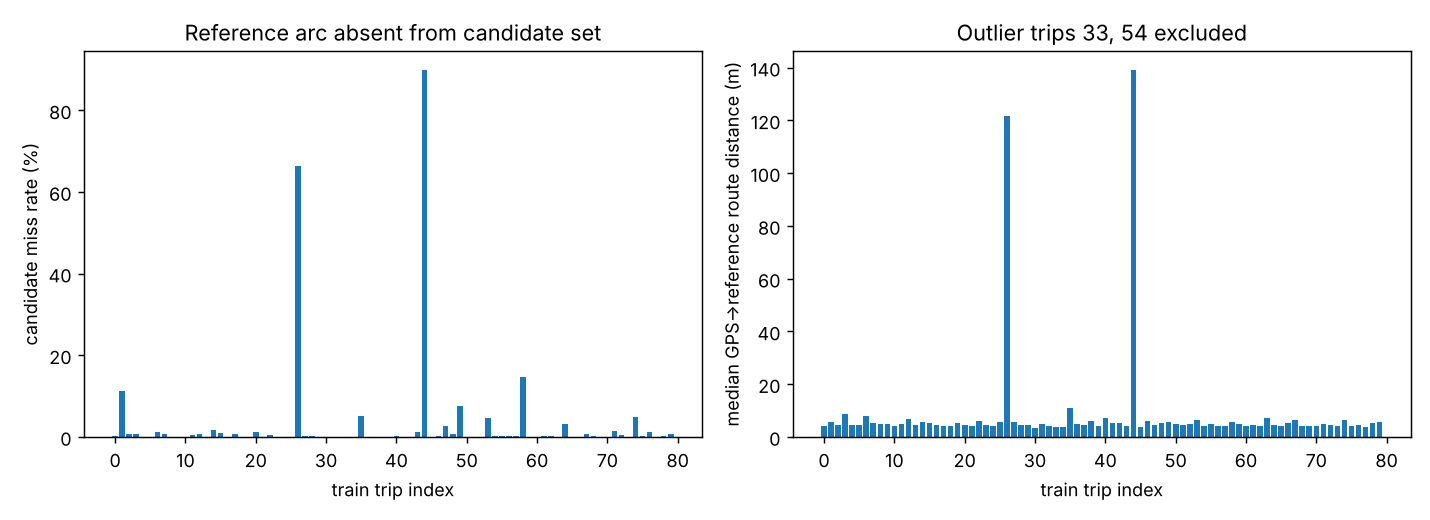 Reference arc absent from candidate set
candidate miss rate (%)
80
60
40
20
0
0 10 20 30 40 50 60 70 80
train trip index
Outlier trips 33, 54 excluded
median GPS→reference route distance (m)
140
120
100
80
60
40
20
0
0 10 20 30 40 50 60 70 80
train trip index